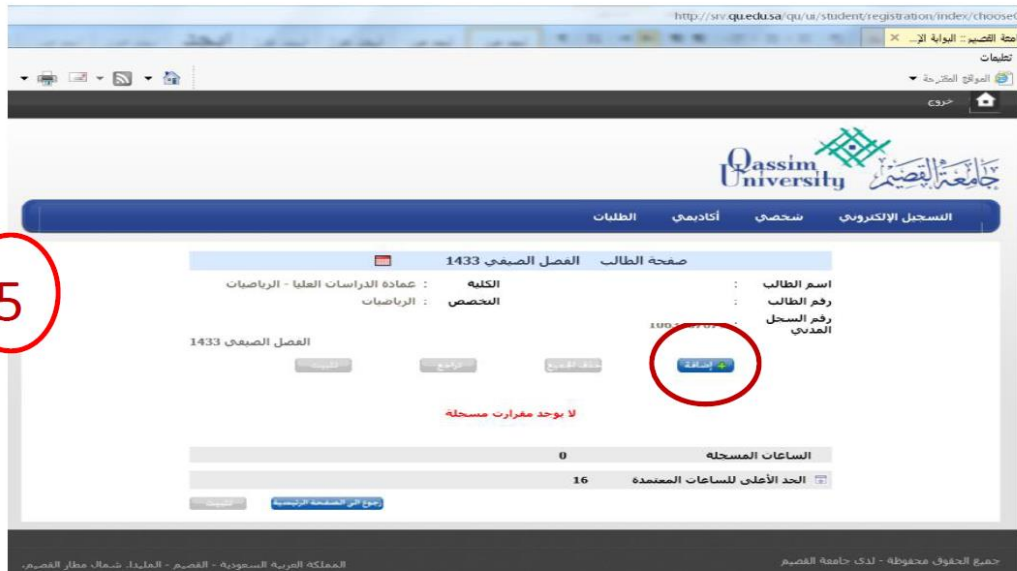 http://srv.qu.edu.sa/qu/ui/student/registration/index/choose
امعة القصيم :: البوابة الإ...
تعليمات
المواقع المقترحة
خروج
Qassim University
جامعة القصيم
التسجيل الإلكتروني شخصي أكاديمي الطلبات
5
صفحة الطالب الفصل الصيفي 1433
اسم الطالب : الكلية : عمادة الدراسات العليا - الرياضيات
رقم الطالب : التخصص : الرياضيات
رقم السجل المدني :
الفصل الصيفي 1433
إضافة حذف الجميع تراجع تثبيت
لا يوجد مقررات مسجلة
الساعات المسجلة 0
الحد الأعلى للساعات المعتمدة 16
رجوع الى الصفحة الرئيسية تثبيت
جميع الحقوق محفوظة - لدى جامعة القصيم
المملكة العربية السعودية - القصيم - المليدا. شمال مطار القصيم.